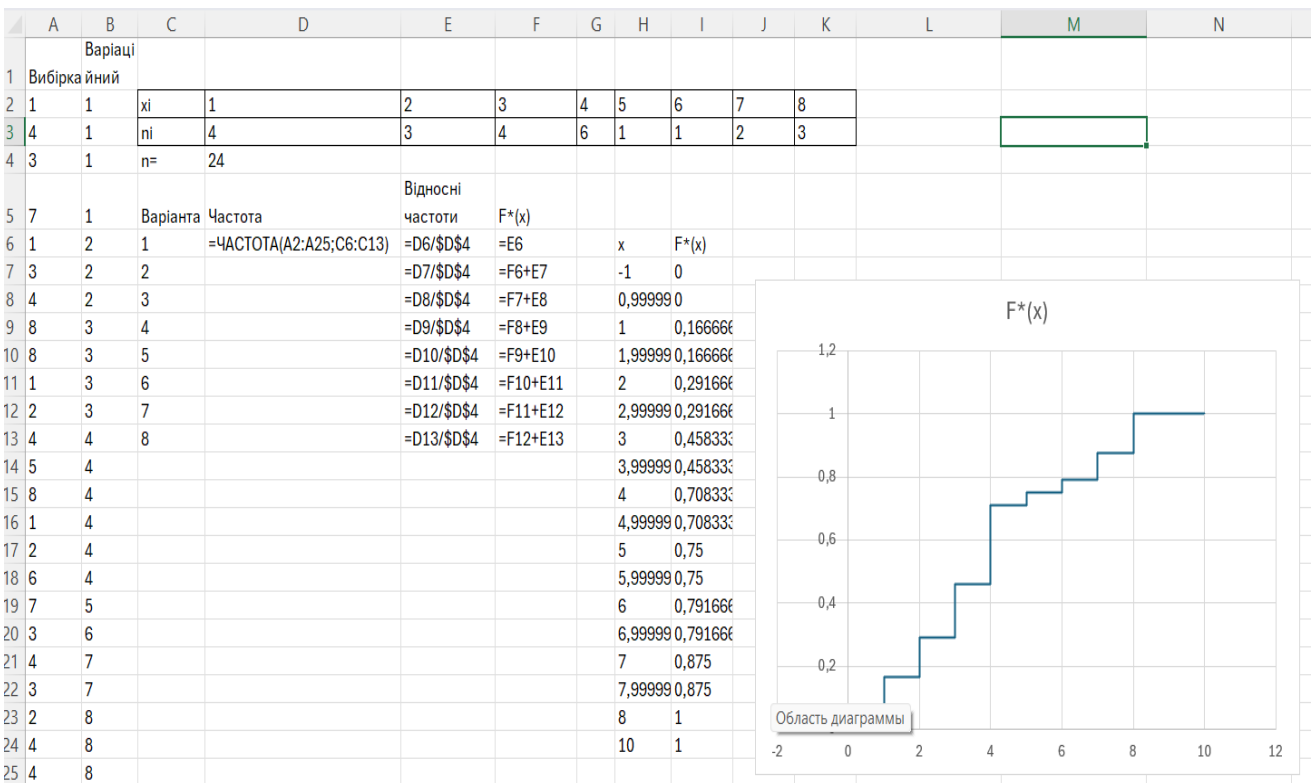 A B C D E F G H I J K L M N
Варіаці
1 Вибірка йний
2 1 1 xi 1 2 3 4 5 6 7 8
3 4 1 ni 4 3 4 6 1 1 2 3
4 3 1 n= 24
Відносні
5 7 1 Варіанта Частота частоти F*(x)
6 1 2 1 =ЧАСТОТА(A2:A25;C6:C13) =D6/$D$4 =E6 x F*(x)
7 3 2 2 =D7/$D$4 =F6+E7 -1 0
8 4 2 3 =D8/$D$4 =F7+E8 0,99999 0
9 8 3 4 =D9/$D$4 =F8+E9 1 0,166666
10 8 3 5 =D10/$D$4 =F9+E10 1,99999 0,166666
11 1 3 6 =D11/$D$4 =F10+E11 2 0,291666
12 2 3 7 =D12/$D$4 =F11+E12 2,99999 0,291666
13 4 4 8 =D13/$D$4 =F12+E13 3 0,458333
14 5 4 3,99999 0,458333
15 8 4 4 0,708333
16 1 4 4,99999 0,708333
17 2 4 5 0,75
18 6 4 5,99999 0,75
19 7 5 6 0,791666
20 3 6 6,99999 0,791666
21 4 7 7 0,875
22 3 7 7,99999 0,875
23 2 8 8 1
24 4 8 10 1
25 4 8
F*(x)
1,2
1
0,8
0,6
0,4
0,2
Область диаграммы
-2 0 2 4 6 8 10 12